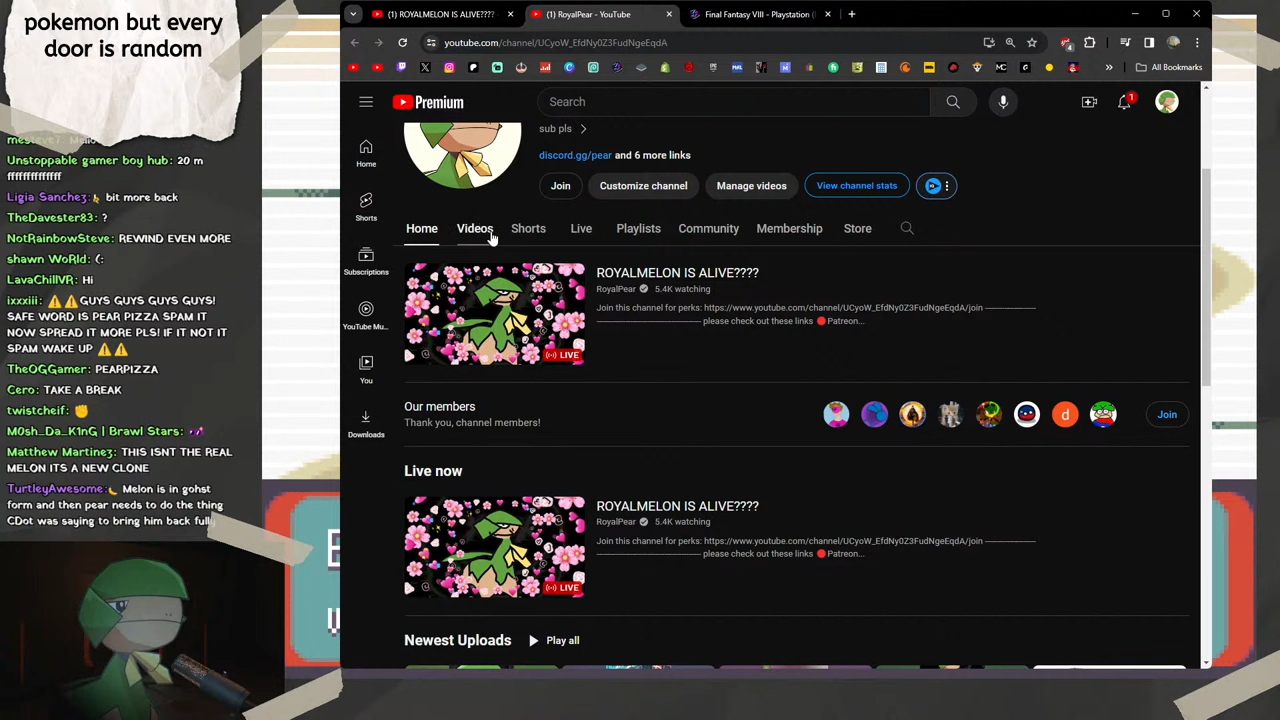 pokemon but every
door is random
Unstoppable gamer boy hub: 20 m
ffffffffffffff
Ligia Sanchez: bit more back
TheDavester83: ?
NotRainbowSteve: REWIND EVEN MORE
shawn WoRld: (:
LavaChillVR: Hi
ixxiii: ⚠️⚠️GUYS GUYS GUYS GUYS!
SAFE WORD IS PEAR PIZZA SPAM IT
NOW SPREAD IT MORE PLS! IF IT NOT IT
SPAM WAKE UP ⚠️⚠️
TheOGGamer: PEARPIZZA
Cero: TAKE A BREAK
twistcheif: ✊
M0sh_Da_K1nG | Brawl Stars:
Matthew Martinez: THIS ISNT THE REAL
MELON ITS A NEW CLONE
TurtleyAwesome: Melon is in gohst
form and then pear needs to do the thing
CDot was saying to bring him back fully
(1) ROYALMELON IS ALIVE????
(1) RoyalPear - YouTube
Final Fantasy VIII - Playstation (
youtube.com/channel/UCyoW_EfdNy0Z3FudNgeEqdA
All Bookmarks
Premium
Search
1
Home
Shorts
Subscriptions
YouTube Mu...
You
Downloads
sub pls
discord.gg/pear and 6 more links
Join
Customize channel
Manage videos
View channel stats
Home
Videos
Shorts
Live
Playlists
Community
Membership
Store
ROYALMELON IS ALIVE????
RoyalPear 5.4K watching
Join this channel for perks: https://www.youtube.com/channel/UCyoW_EfdNy0Z3FudNgeEqdA/join
please check out these links 🔴Patreon...
LIVE
Our members
Thank you, channel members!
d
Join
Live now
ROYALMELON IS ALIVE????
RoyalPear 5.4K watching
Join this channel for perks: https://www.youtube.com/channel/UCyoW_EfdNy0Z3FudNgeEqdA/join
please check out these links 🔴Patreon...
LIVE
Newest Uploads
Play all